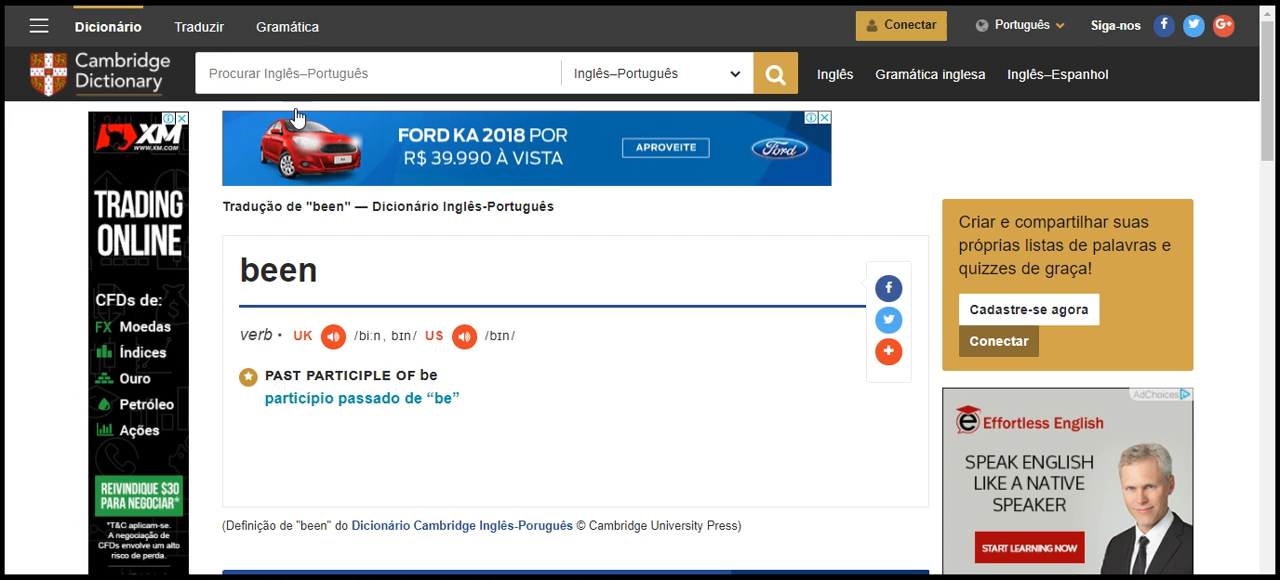 Dicionário Traduzir Gramática Conectar Português Siga-nos
Cambridge
Dictionary
Procurar Inglês–Português Inglês–Português Inglês Gramática inglesa Inglês–Espanhol
XM
WWW.XM.COM
TRADING
ONLINE
CFDs de:
FX Moedas
Índices
Ouro
Petróleo
Ações
REIVINDIQUE $30
PARA NEGOCIAR*
*T&C aplicam-se.
A negociação de
CFDs envolve um alto
risco de perda.
FORD KA 2018 POR
R$ 39.990 À VISTA
APROVEITE
Ford
Tradução de "been" — Dicionário Inglês-Português
been
verb • UK /biːn, bɪn/ US /bɪn/
PAST PARTICIPLE OF be
particípio passado de “be”
(Definição de "been" do Dicionário Cambridge Inglês-Poruguês © Cambridge University Press)
Criar e compartilhar suas
próprias listas de palavras e
quizzes de graça!
Cadastre-se agora
Conectar
AdChoices
Effortless English
SPEAK ENGLISH
LIKE A NATIVE
SPEAKER
START LEARNING NOW